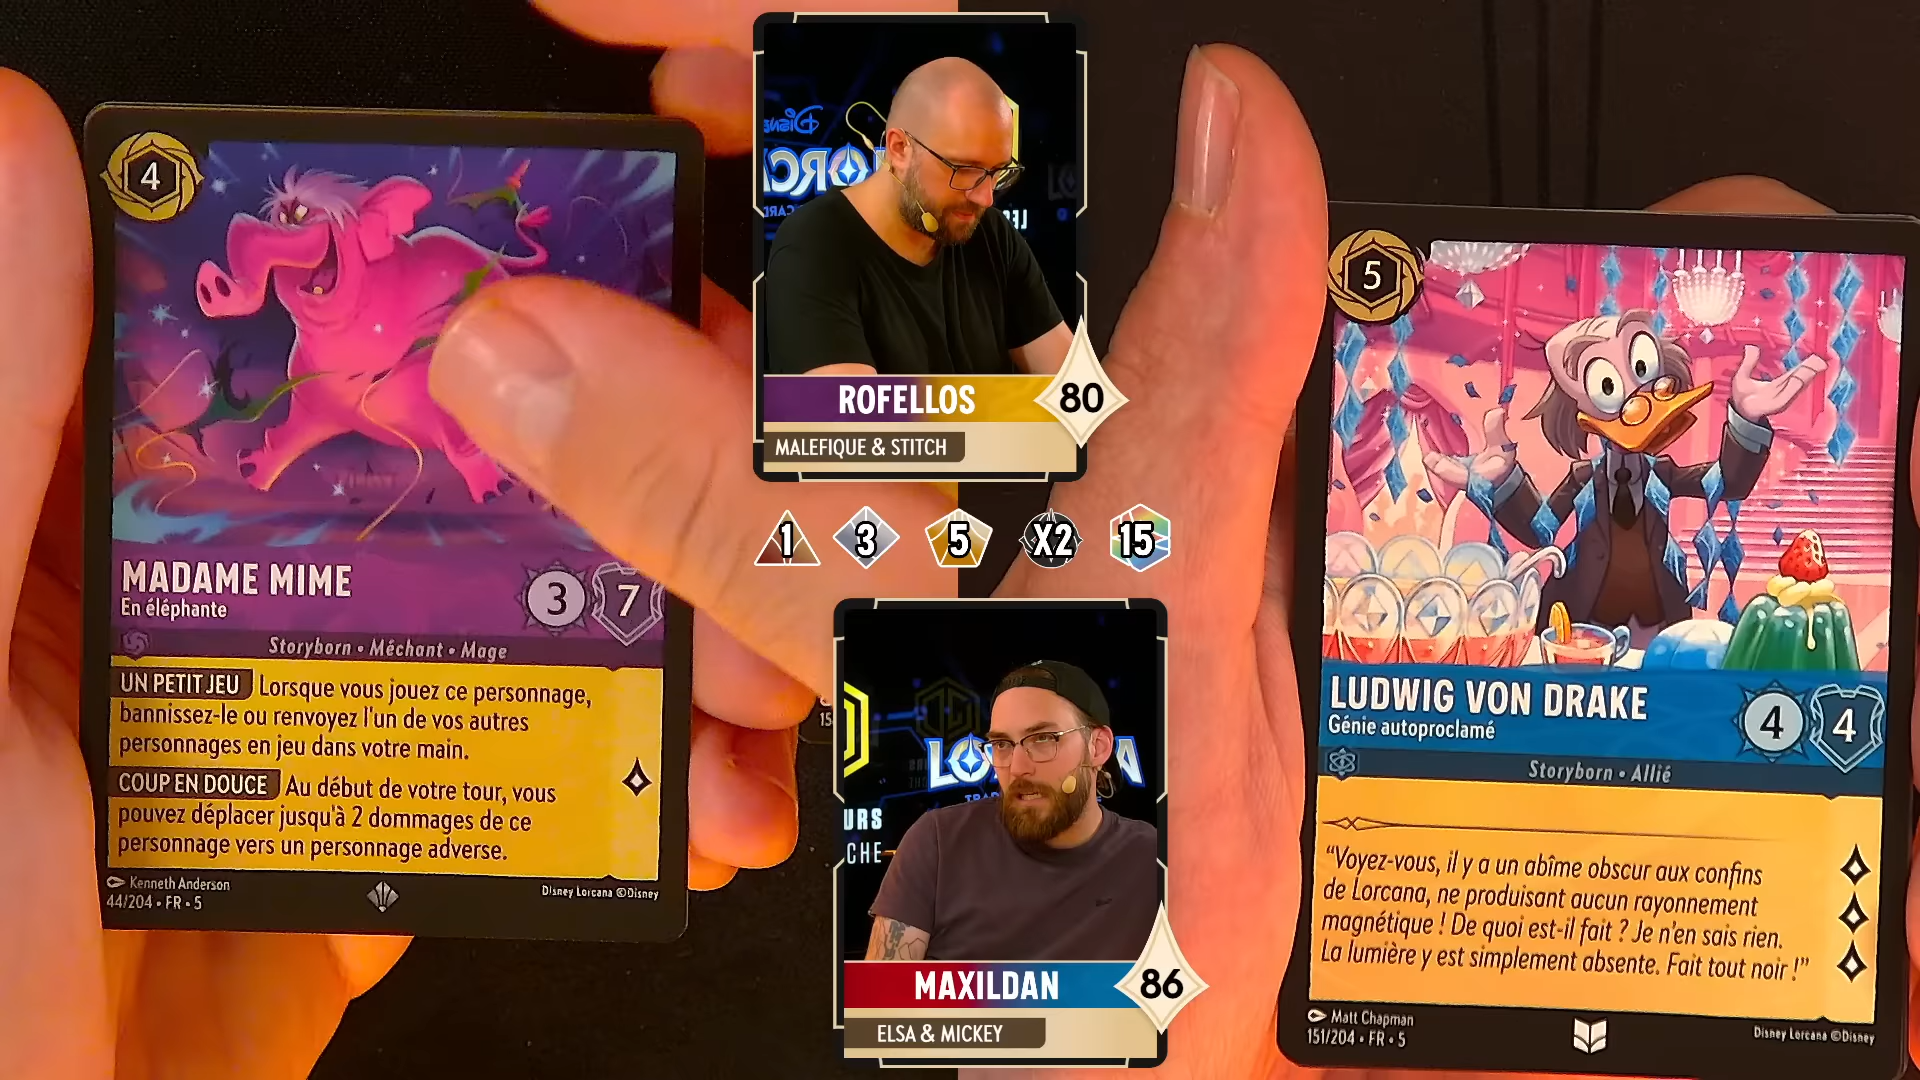 4
MADAME MIME
En éléphante
3
7
Storyborn • Méchant • Mage
UN PETIT JEU Lorsque vous jouez ce personnage,
bannissez-le ou renvoyez l'un de vos autres
personnages en jeu dans votre main.
COUP EN DOUCE Au début de votre tour, vous
pouvez déplacer jusqu'à 2 dommages de ce
personnage vers un personnage adverse.
Kenneth Anderson
44/204 • FR • 5
Disney Lorcana ©Disney
ROFELLOS
80
MALEFIQUE & STITCH
1
3
5
X2
15
15
URS
CHE
MAXILDAN
86
ELSA & MICKEY
5
LUDWIG VON DRAKE
Génie autoproclamé
4
4
Storyborn • Allié
“Voyez-vous, il y a un abîme obscur aux confins
de Lorcana, ne produisant aucun rayonnement
magnétique ! De quoi est-il fait ? Je n'en sais rien.
La lumière y est simplement absente. Fait tout noir !”
Matt Chapman
151/204 • FR • 5
Disney Lorcana ©Disney